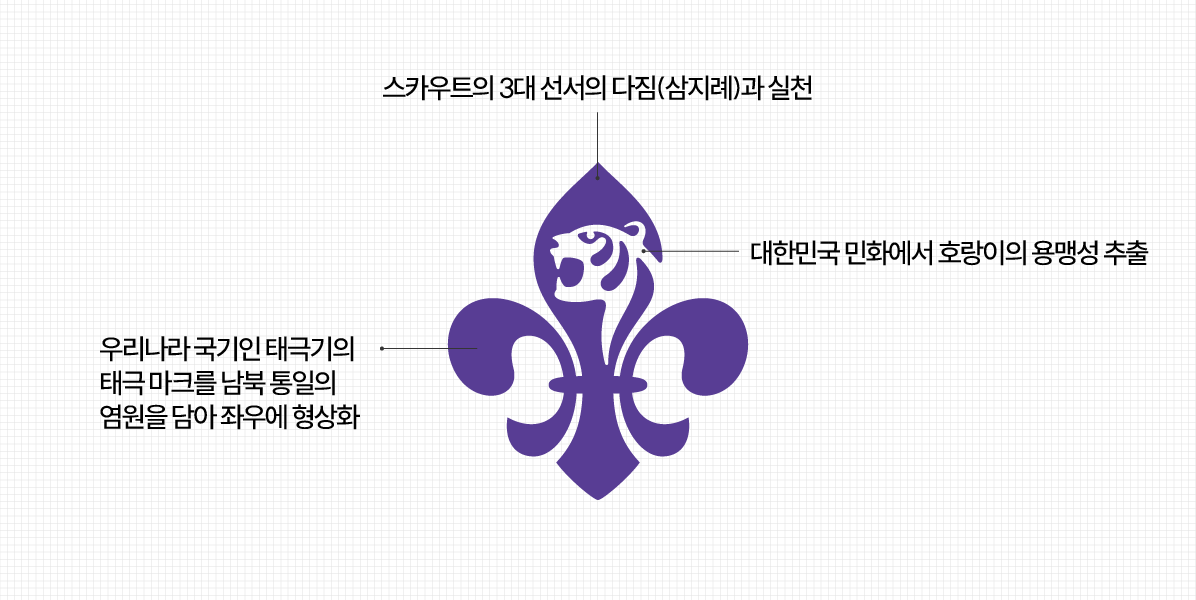 스카우트의 3대 선서의 다짐(삼지례)과 실천
대한민국 민화에서 호랑이의 용맹성 추출
우리나라 국기인 태극기의
태극 마크를 남북 통일의
염원을 담아 좌우에 형상화